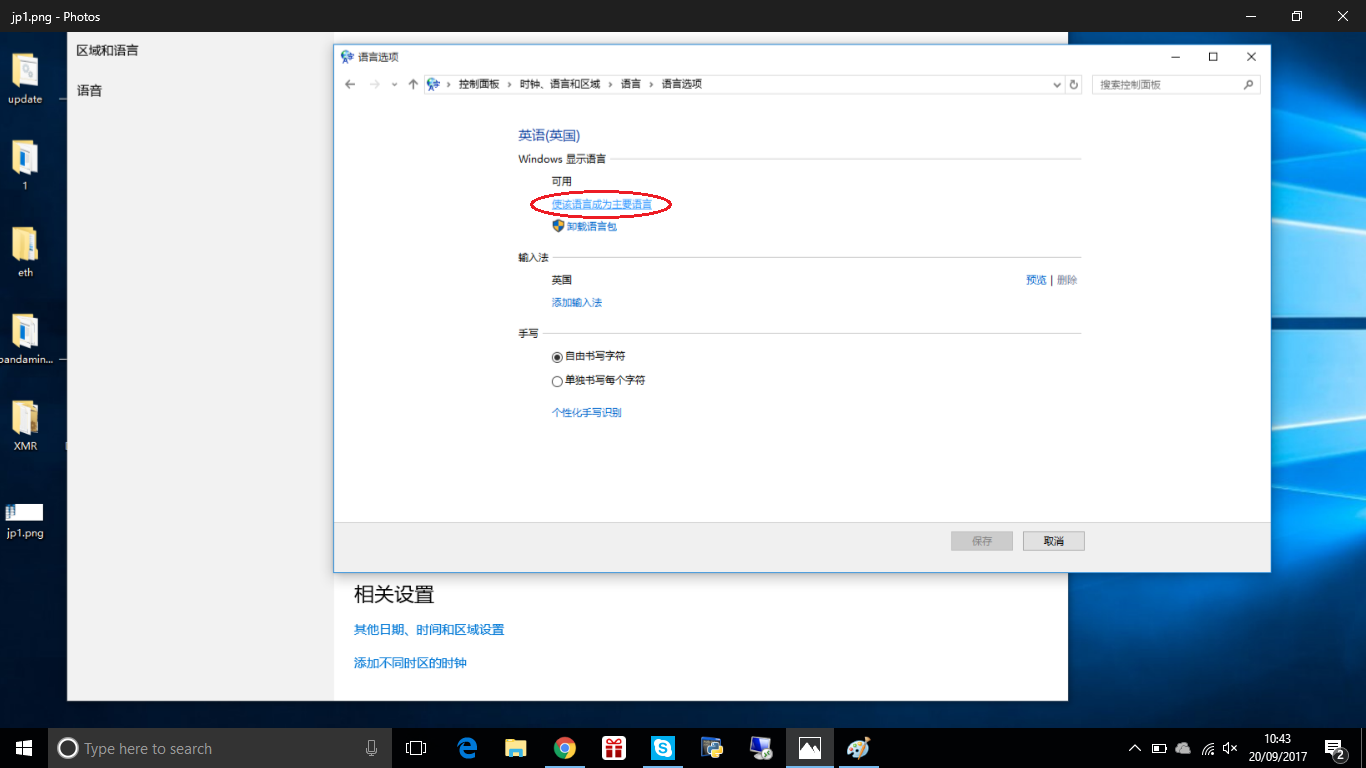 jp1.png - Photos
update
1
eth
XMR
jp1.png
区域和语言
语音
语言选项
控制面板 › 时钟、语言和区域 › 语言 › 语言选项
搜索控制面板
英语(英国)
Windows 显示语言
可用
使该语言成为主要语言
卸载语言包
输入法
英国
预览 | 删除
添加输入法
手写
自由书写字符
单独书写每个字符
个性化手写识别
保存
取消
相关设置
其他日期、时间和区域设置
添加不同时区的时钟
Type here to search
10:43
20/09/2017
2